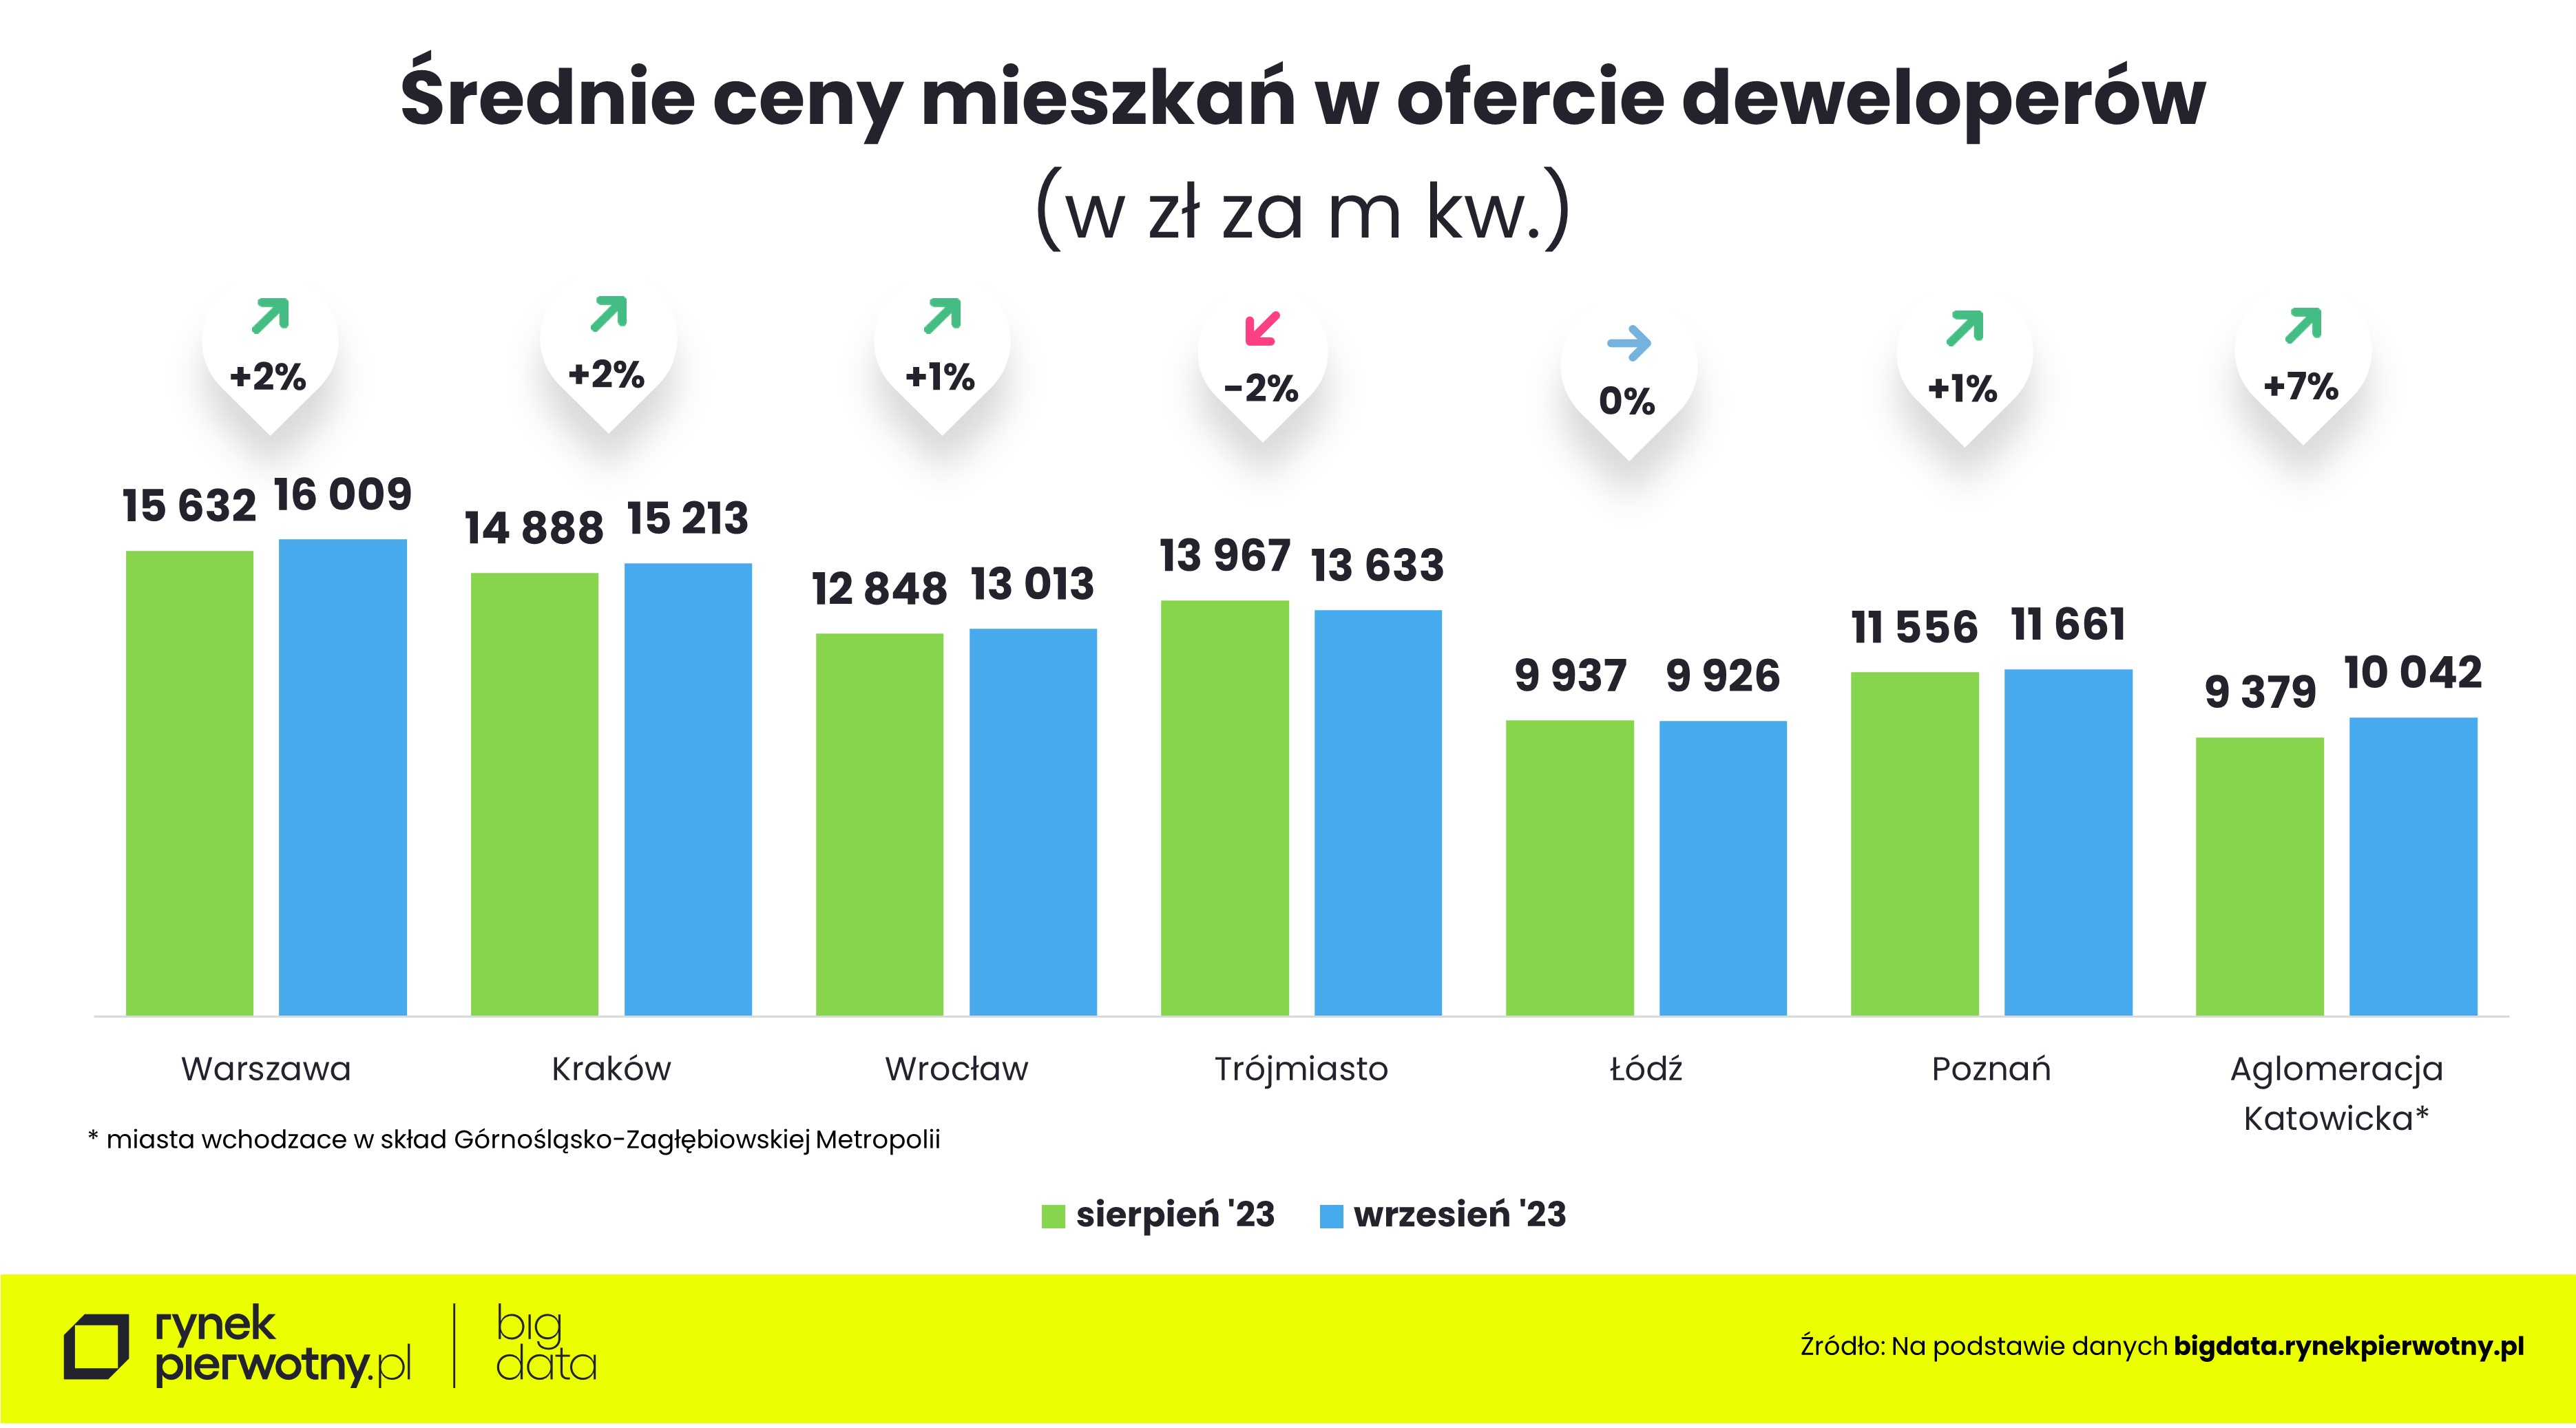 Średnie ceny mieszkań w ofercie deweloperów
(w zł za m kw.)
+2%
+2%
+1%
-2%
0%
+1%
+7%
15 632
16 009
14 888
15 213
12 848
13 013
13 967
13 633
9 937
9 926
11 556
11 661
9 379
10 042
Warszawa
Kraków
Wrocław
Trójmiasto
Łódź
Poznań
Aglomeracja
Katowicka*
* miasta wchodzace w skład Górnośląsko-Zagłębiowskiej Metropolii
sierpień '23
wrzesień '23
rynek
pierwotny.pl
big
data
Źródło: Na podstawie danych bigdata.rynekpierwotny.pl